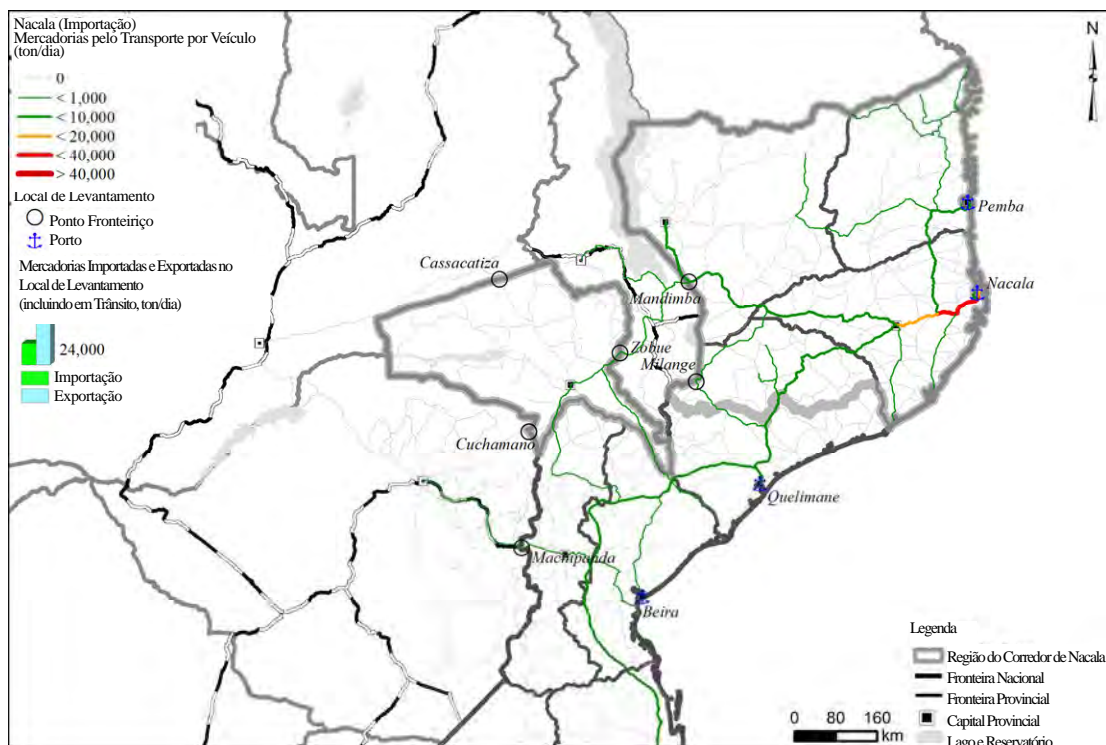 Nacala (Importação)
Mercadorias pelo Transporte por Veículo
(ton/dia)
0
< 1,000
< 10,000
< 20,000
< 40,000
> 40,000
Local de Levantamento
Ponto Fronteiriço
Porto
Mercadorias Importadas e Exportadas no
Local de Levantamento
(incluindo em Trânsito, ton/dia)
24,000
Importação
Exportação
N
Pemba
Nacala
Cassacatiza
Mandimba
Zobue
Milange
Cuchamano
Quelimane
Machipanda
Beira
Legenda
Região do Corredor de Nacala
Fronteira Nacional
Fronteira Provincial
Capital Provincial
Lago e Reservatório
0 80 160
km